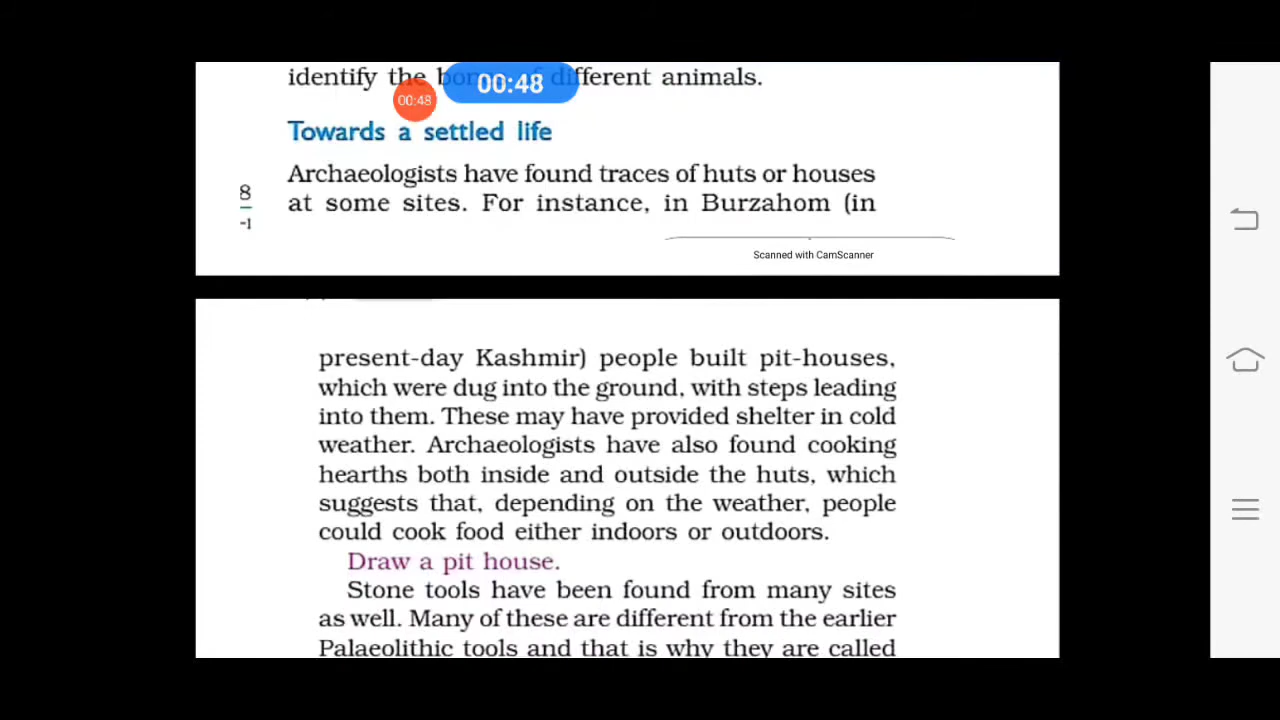 identify the bon of different animals.
00:48
00:48
Towards a settled life
Archaeologists have found traces of huts or houses
8
-1
at some sites. For instance, in Burzahom (in
Scanned with CamScanner
present-day Kashmir) people built pit-houses,
which were dug into the ground, with steps leading
into them. These may have provided shelter in cold
weather. Archaeologists have also found cooking
hearths both inside and outside the huts, which
suggests that, depending on the weather, people
could cook food either indoors or outdoors.
Draw a pit house.
Stone tools have been found from many sites
as well. Many of these are different from the earlier
Palaeolithic tools and that is why they are called